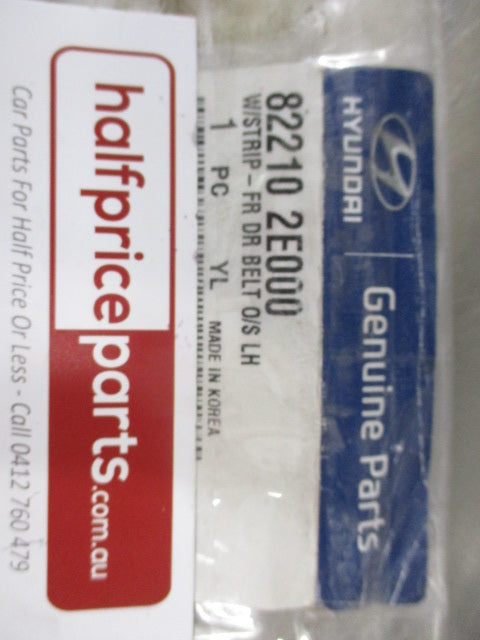 HYUNDAI
Genuine Parts
82210 2E000
W/STRIP-FR DR BELT O/S LH
1 PC YL MADE IN KOREA
halfpriceparts.com.au
Car Parts For Half Price Or Less - Call 0412 760 479